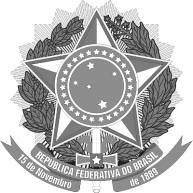 REPÚBLICA FEDERATIVA DO BRASIL
15 de Novembro
de 1889